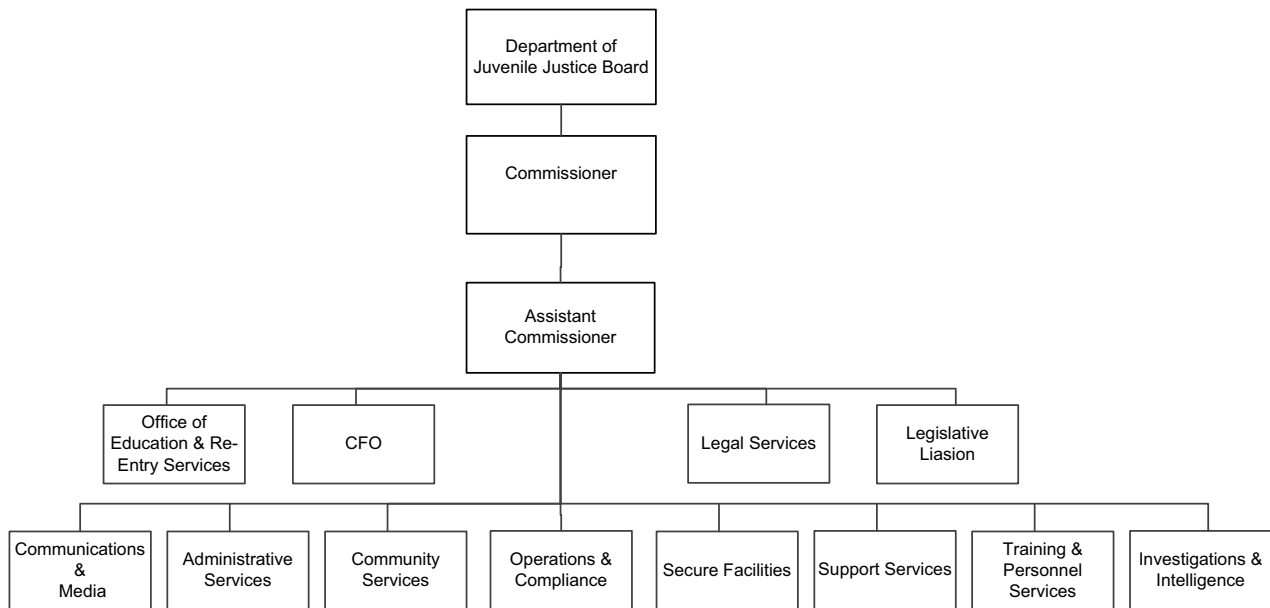 Department of
Juvenile Justice Board
Commissioner
Assistant
Commissioner
Office of
Education & Re-
Entry Services
CFO
Legal Services
Legislative
Liasion
Communications
&
Media
Administrative
Services
Community
Services
Operations &
Compliance
Secure Facilities
Support Services
Training &
Personnel
Services
Investigations &
Intelligence